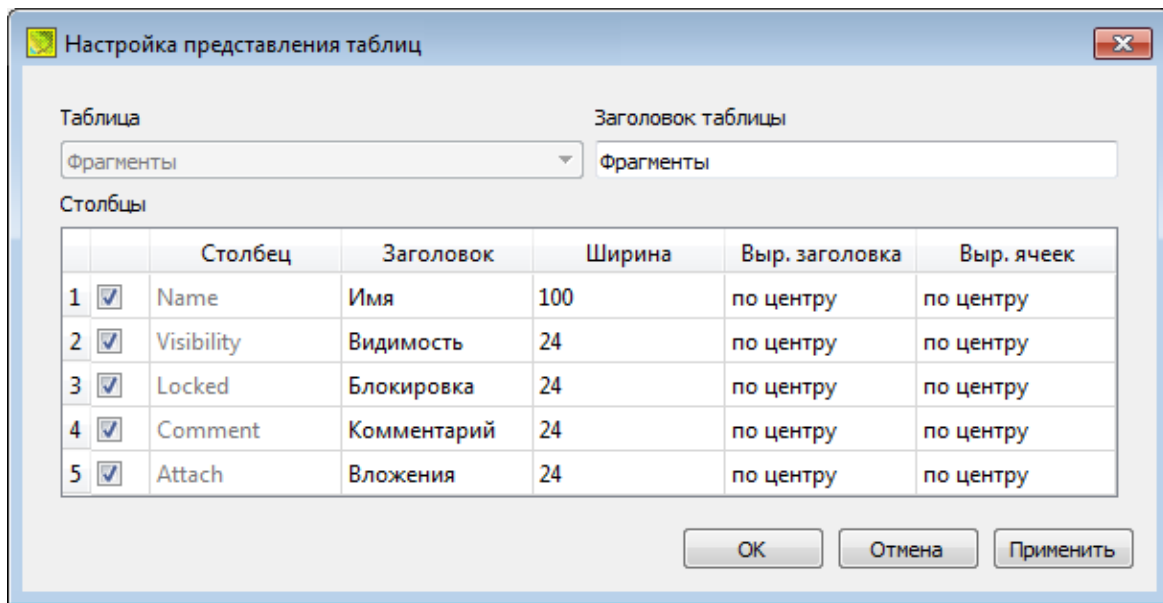 Настройка представления таблиц
Таблица Заголовок таблицы
Фрагменты Фрагменты
Столбцы
Столбец Заголовок Ширина Выр. заголовка Выр. ячеек
1 Name Имя 100 по центру по центру
2 Visibility Видимость 24 по центру по центру
3 Locked Блокировка 24 по центру по центру
4 Comment Комментарий 24 по центру по центру
5 Attach Вложения 24 по центру по центру
OK Отмена Применить